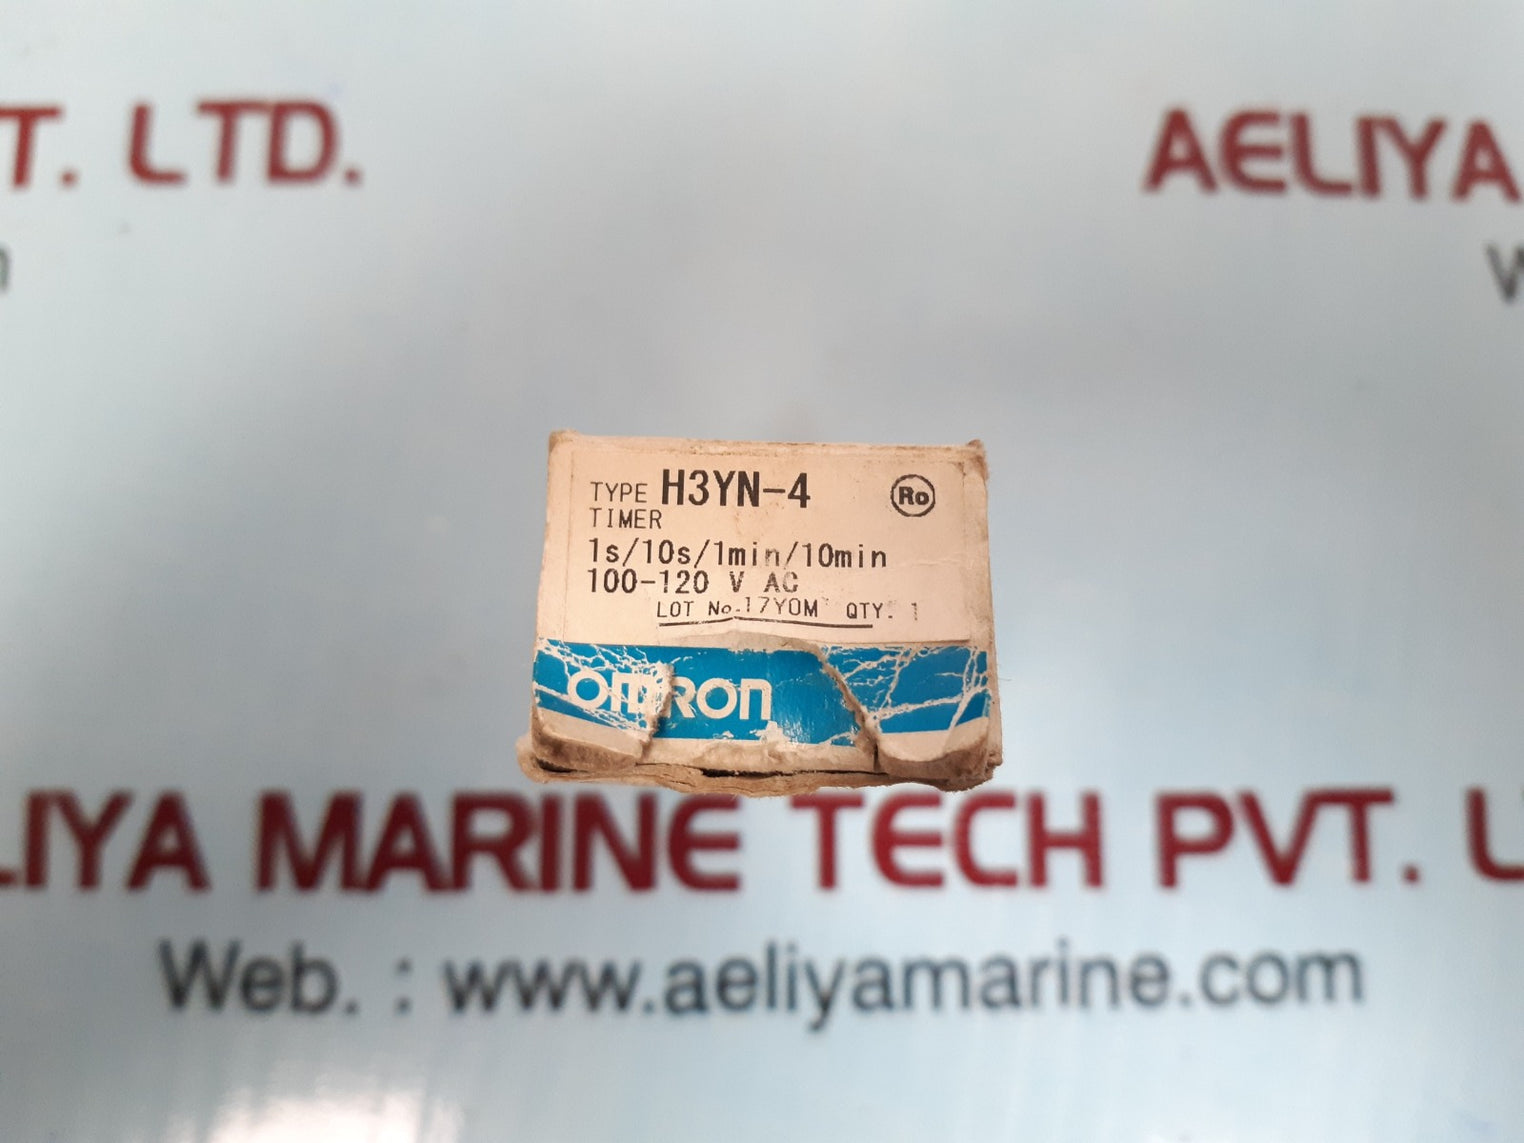 T. LTD.
AELIYA
TYPE H3YN-4
Ro
TIMER
1s/10s/1min/10min
100-120 V AC
LOT No. 17YOM QTY. 1
OMRON
LIYA MARINE TECH PVT. L
Web. : www.aeliyamarine.com